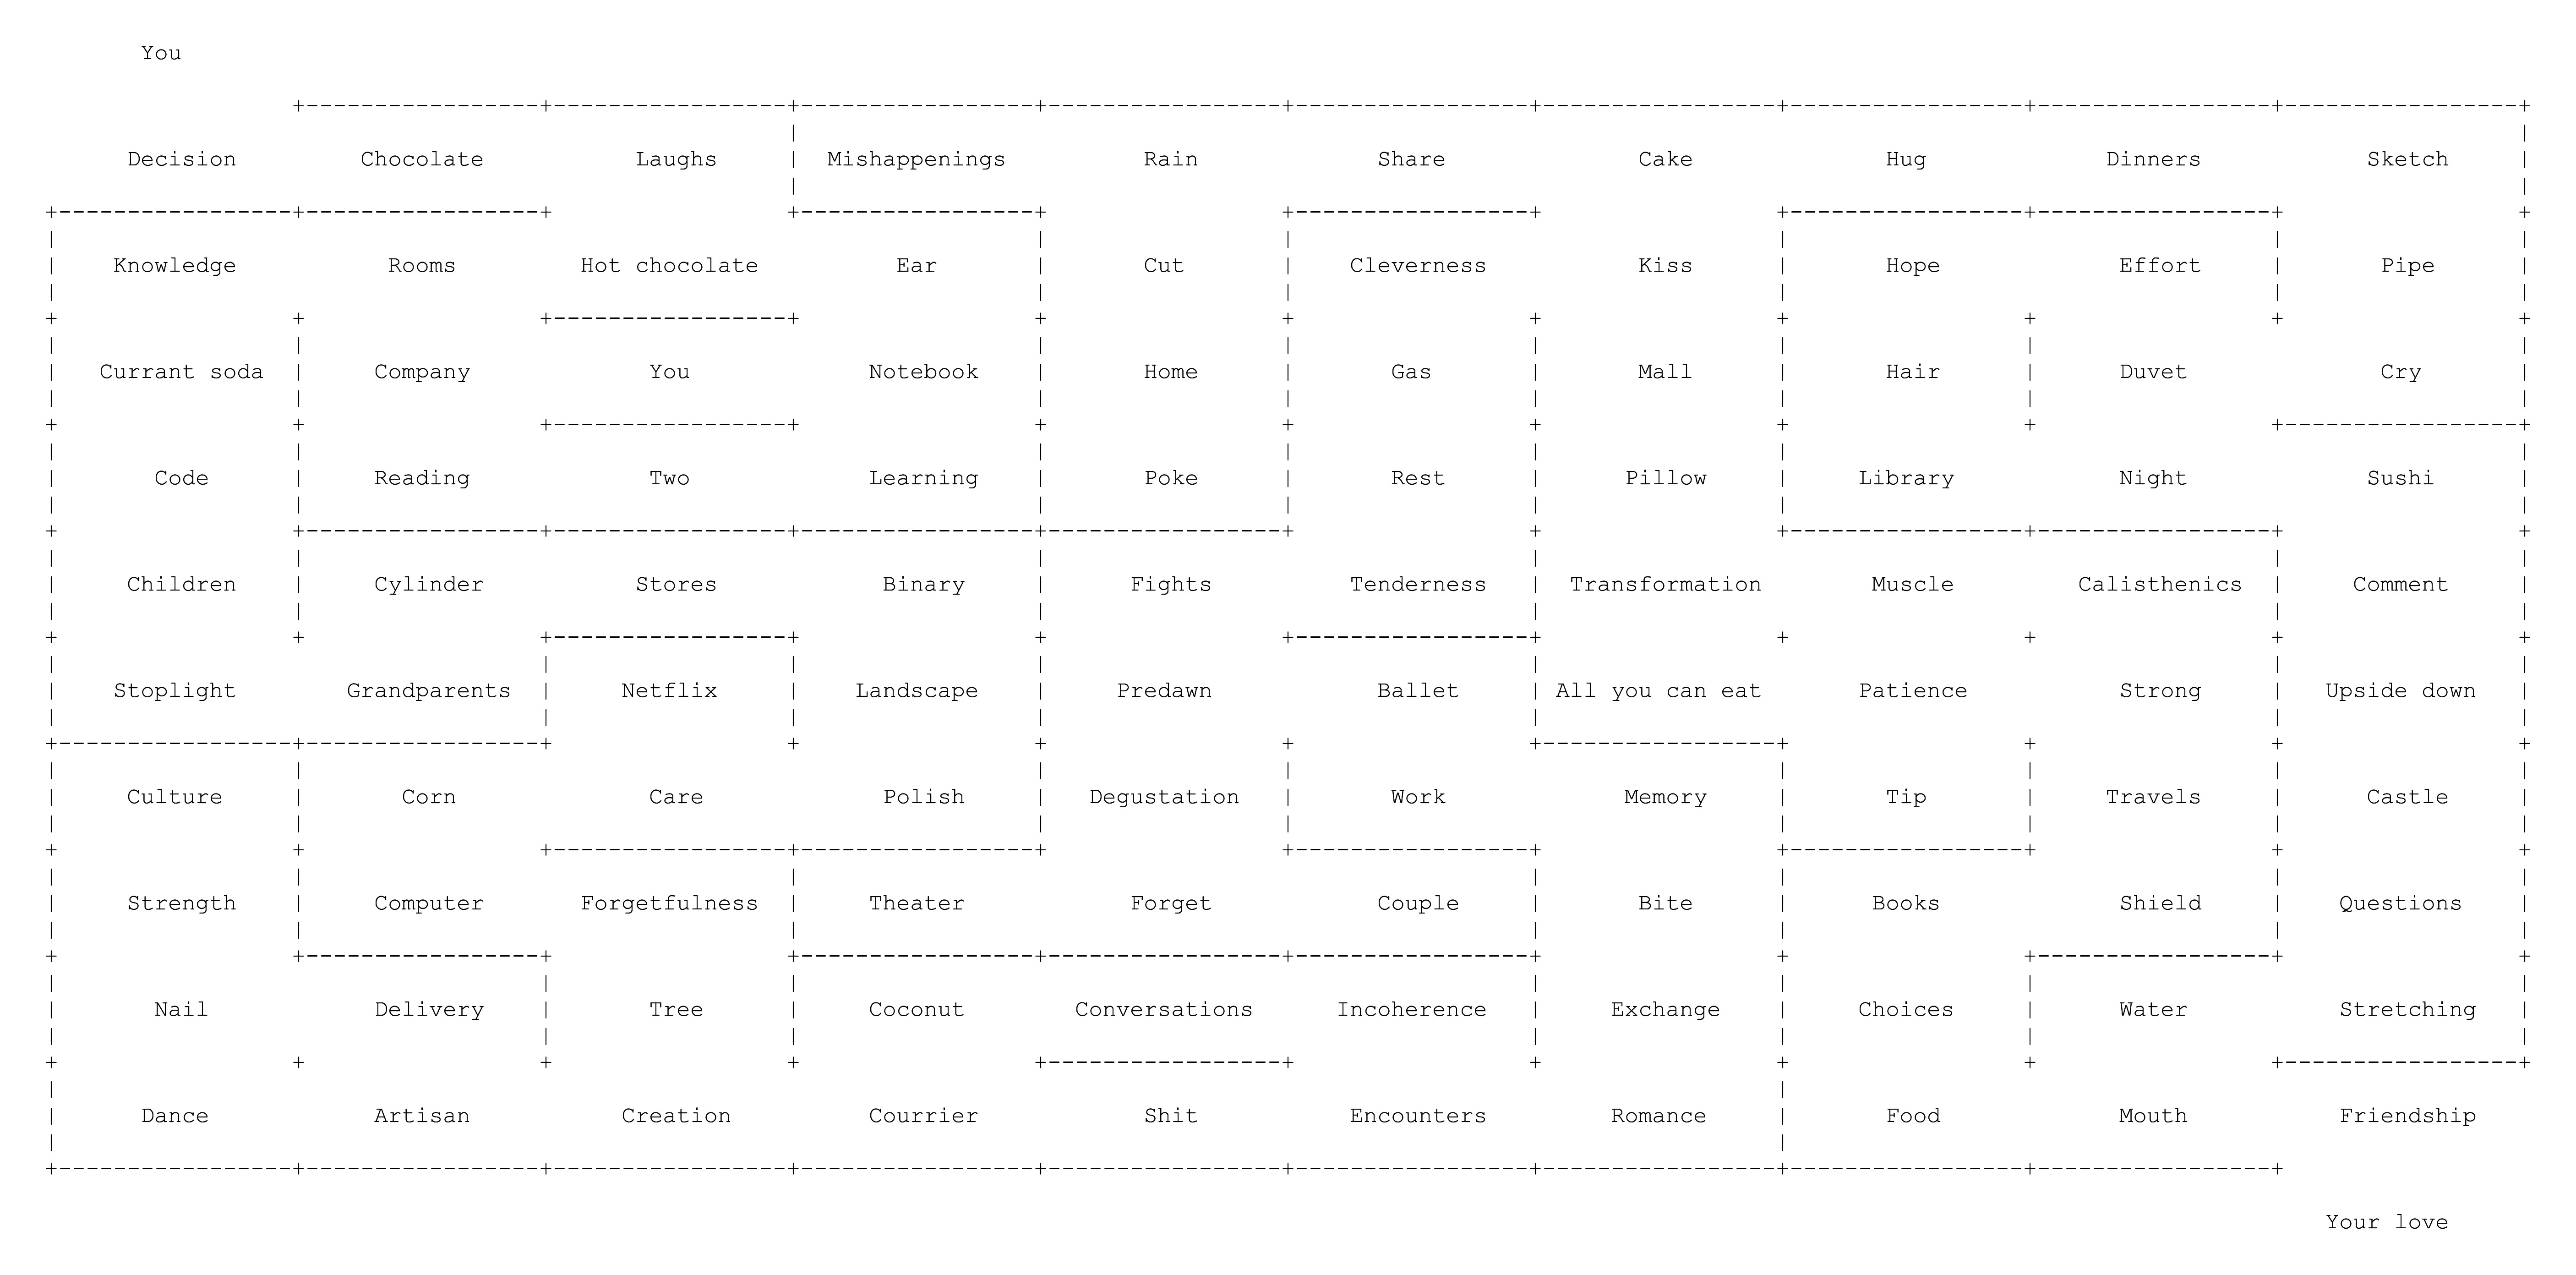 You
Decision Chocolate Laughs Mishappenings Rain Share Cake Hug Dinners Sketch
Knowledge Rooms Hot chocolate Ear Cut Cleverness Kiss Hope Effort Pipe
Currant soda Company You Notebook Home Gas Mall Hair Duvet Cry
Code Reading Two Learning Poke Rest Pillow Library Night Sushi
Children Cylinder Stores Binary Fights Tenderness Transformation Muscle Calisthenics Comment
Stoplight Grandparents Netflix Landscape Predawn Ballet All you can eat Patience Strong Upside down
Culture Corn Care Polish Degustation Work Memory Tip Travels Castle
Strength Computer Forgetfulness Theater Forget Couple Bite Books Shield Questions
Nail Delivery Tree Coconut Conversations Incoherence Exchange Choices Water Stretching
Dance Artisan Creation Courrier Shit Encounters Romance Food Mouth Friendship
Your love